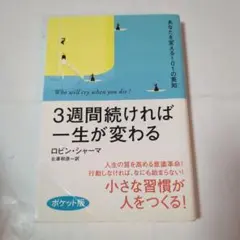 あなたを変える101の英知
Who will cry when you die?
3週間続ければ
一生が変わる
ロビン・シャーマ
北澤和彦=訳
人生の質を高める意識革命!
行動しなければ、なにも始まらない!
小さな習慣が
人をつくる!
ポケット版